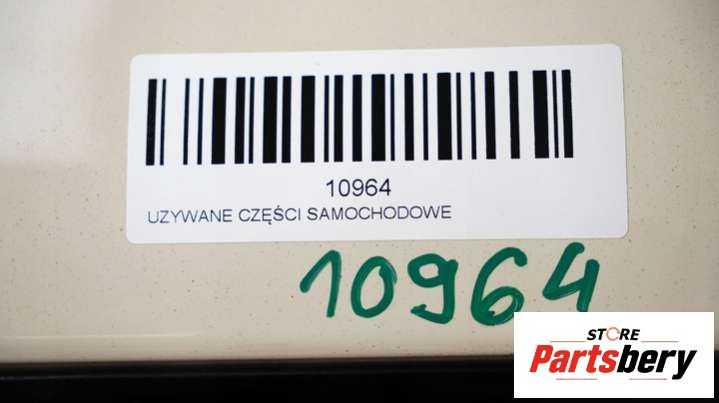 10964
UZYWANE CZĘŚCI SAMOCHODOWE
10964
STORE
Partsbery